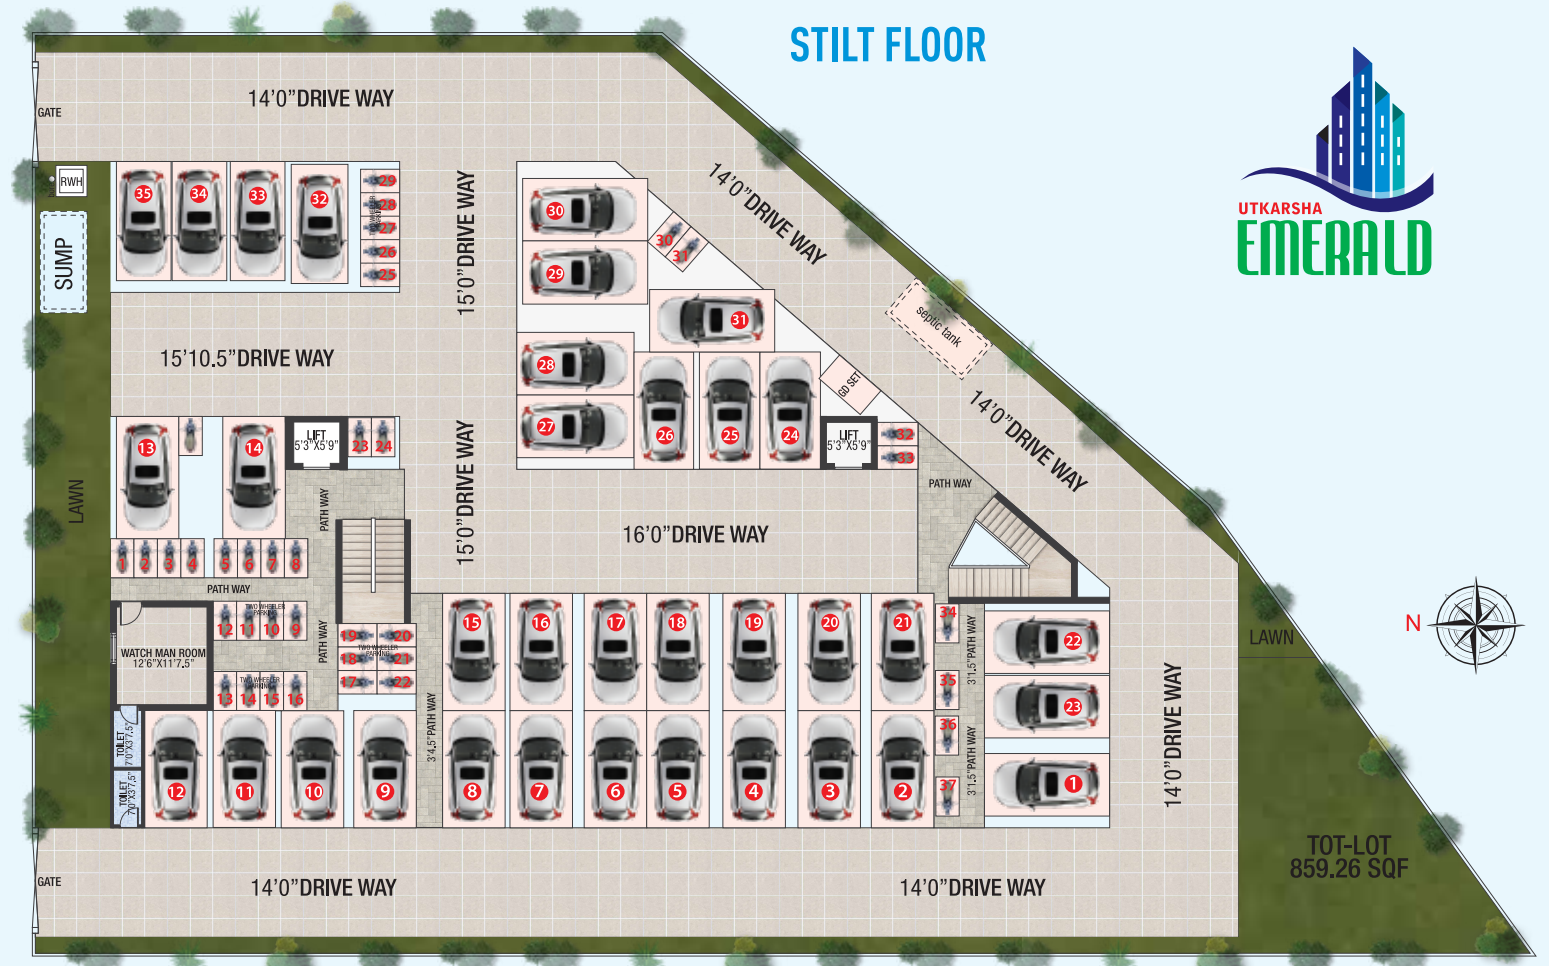 STILT FLOOR
UTKARSHA
EMERALD
14'0"DRIVE WAY
GATE
RWH
SUMP
35
34
33
32
29
28
27
26
25
15'0"DRIVE WAY
30
29
30
31
31
14'0"DRIVE WAY
septic tank
15'10.5"DRIVE WAY
28
27
26
25
24
GD SET
14'0"DRIVE WAY
13
14
LIFT
5'3"X5'9"
23
24
LIFT
5'3"X5'9"
32
33
LAWN
PATH WAY
15'0"DRIVE WAY
16'0"DRIVE WAY
PATH WAY
1
2
3
4
5
6
7
8
PATH WAY
TWO WHEELER
PARKING
12
11
10
9
WATCH MAN ROOM
12'6"X11'7.5"
PATH WAY
19
20
TWO WHEELER
PARKING
18
21
17
22
TWO WHEELER
PARKING
13
14
15
16
15
16
17
18
19
20
21
34
35
36
37
3'1.5"PATH WAY
3'1.5"PATH WAY
22
23
1
N
LAWN
14'0"DRIVE WAY
TOILET
7'0"X3'7.5"
TOILET
7'0"X3'7.5"
3'4.5"PATH WAY
12
11
10
9
8
7
6
5
4
3
2
TOT-LOT
859.26 SQF
GATE
14'0"DRIVE WAY
14'0"DRIVE WAY